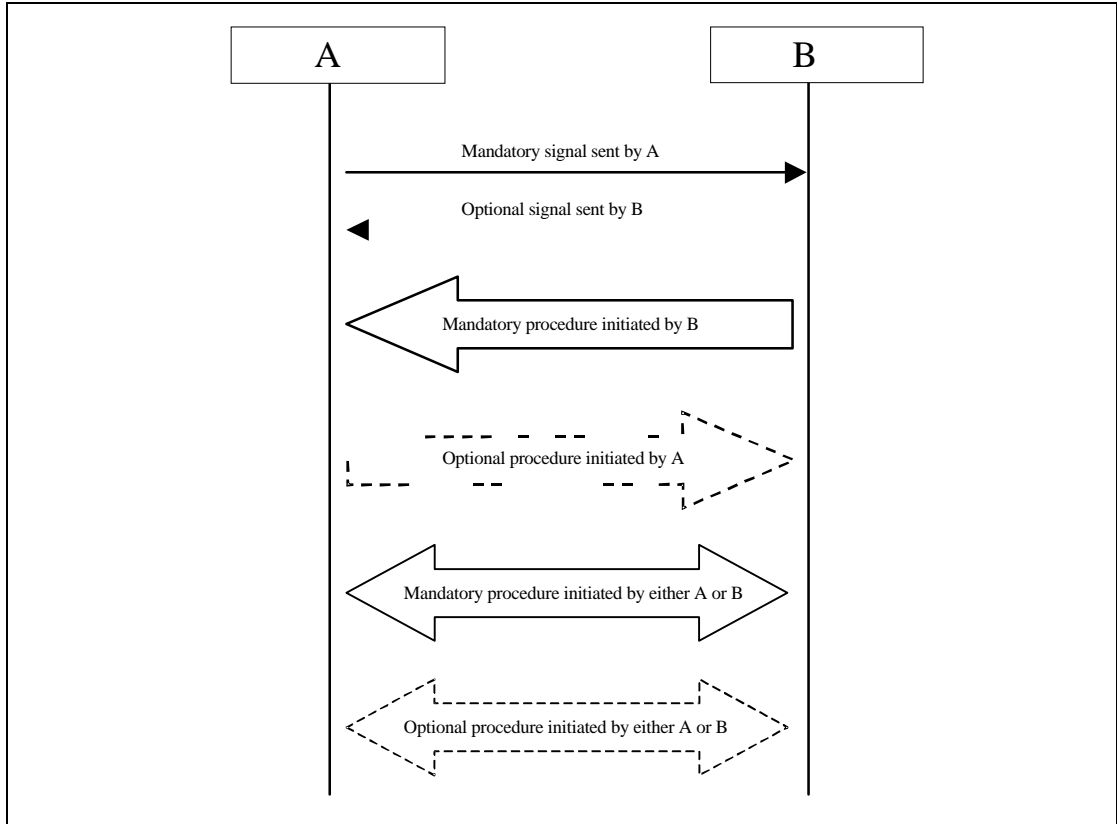 A
B
Mandatory signal sent by A
Optional signal sent by B
Mandatory procedure initiated by B
Optional procedure initiated by A
Mandatory procedure initiated by either A or B
Optional procedure initiated by either A or B